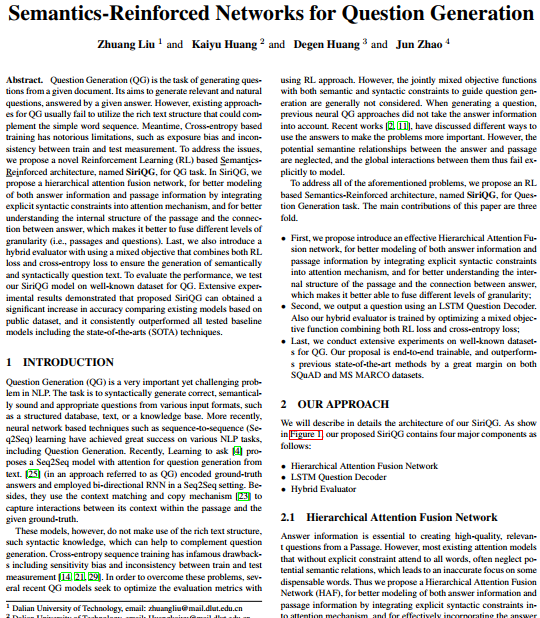 Semantics-Reinforced Networks for Question Generation
Zhuang Liu 1 and Kaiyu Huang 2 and Degen Huang 3 and Jun Zhao 4
Abstract. Question Generation (QG) is the task of generating ques-
tions from a given document. Its aims to generate relevant and natural
questions, answered by a given answer. However, existing approach-
es for QG usually fail to utilize the rich text structure that could com-
plement the simple word sequence. Meantime, Cross-entropy based
training has notorious limitations, such as exposure bias and incon-
sistency between train and test measurement. To address the issues,
we propose a novel Reinforcement Learning (RL) based Semantics-
Reinforced architecture, named SiriQG, for QG task. In SiriQG, we
propose a hierarchical attention fusion network, for better modeling
of both answer information and passage information by integrating
explicit syntactic constraints into attention mechanism, and for better
understanding the internal structure of the passage and the connec-
tion between answer, which makes it better to fuse different levels of
granularity (i.e., passages and questions). Last, we also introduce a
hybrid evaluator with using a mixed objective that combines both RL
loss and cross-entropy loss to ensure the generation of semantically
and syntactically question text. To evaluate the performance, we test
our SiriQG model on well-known dataset for QG. Extensive exper-
imental results demonstrated that proposed SiriQG can obtained a
significant increase in accuracy comparing existing models based on
public dataset, and it consistently outperformed all tested baseline
models including the state-of-the-arts (SOTA) techniques.
1 INTRODUCTION
Question Generation (QG) is a very important yet challenging prob-
lem in NLP. The task is to syntactically generate correct, semantical-
ly sound and appropriate questions from various input formats, such
as a structured database, text, or a knowledge base. More recently,
neural network based techniques such as sequence-to-sequence (Se-
q2Seq) learning have achieved great success on various NLP tasks,
including Question Generation. Recently, Learning to ask [4] pro-
poses a Seq2Seq model with attention for question generation from
text. [25] (in an approach referred to as QG) encoded ground-truth
answers and employed bi-directional RNN in a Seq2Seq setting. Be-
sides, they use the context matching and copy mechanism [23] to
capture interactions between its context within the passage and the
given ground-truth.
These models, however, do not make use of the rich text structure,
such syntactic knowledge, which can help to complement question
generation. Cross-entropy sequence training has infamous drawback-
s including sensitivity bias and inconsistency between train and test
measurement [14, 21, 29]. In order to overcome these problems, sev-
eral recent QG models seek to optimize the evaluation metrics with
1 Dalian University of Technology, email: zhuangliu@mail.dlut.edu.cn
using RL approach. However, the jointly mixed objective functions
with both semantic and syntactic constraints to guide question gen-
eration are generally not considered. When generating a question,
previous neural QG approaches did not take the answer information
into account. Recent works [2, 11], have discussed different ways to
use the answers to make the problems more important. However, the
potential semantine relationships between the answer and passage
are neglected, and the global interactions between them thus fail ex-
plicitly to model.
To address all of the aforementioned problems, we propose an RL
based Semantics-Reinforced architecture, named SiriQG, for Ques-
tion Generation task. The main contributions of this paper are three
fold.
• First, we propose introduce an effective Hierarchical Attention Fu-
sion network, for better modeling of both answer information and
passage information by integrating explicit syntactic constraints
into attention mechanism, and for better understanding the inter-
nal structure of the passage and the connection between answer,
which makes it better able to fuse different levels of granularity;
• Second, we output a question using an LSTM Question Decoder.
Also our hybrid evaluator is trained by optimizing a mixed objec-
tive function combining both RL loss and cross-entropy loss;
• Last, we conduct extensive experiments on well-known dataset-
s for QG. Our proposal is end-to-end trainable, and outperform-
s previous state-of-the-art methods by a great margin on both
SQuAD and MS MARCO datasets.
2 OUR APPROACH
We will describe in details the architecture of our SiriQG. As show
in Figure 1, our proposed SiriQG contains four major components as
follows:
• Hierarchical Attention Fusion Network
• LSTM Question Decoder
• Hybrid Evaluator
2.1 Hierarchical Attention Fusion Network
Answer information is essential to creating high-quality, relevan-
t questions from a Passage. However, most existing attention models
that without explicit constraint attend to all words, often neglect po-
tential semantic relations, which leads to an inaccurate focus on some
dispensable words. Thus we propose a Hierarchical Attention Fusion
Network (HAF), for better modeling of both answer information and
passage information by integrating explicit syntactic constraints in-
to attention mechanism, and for effectively incorporating the answer